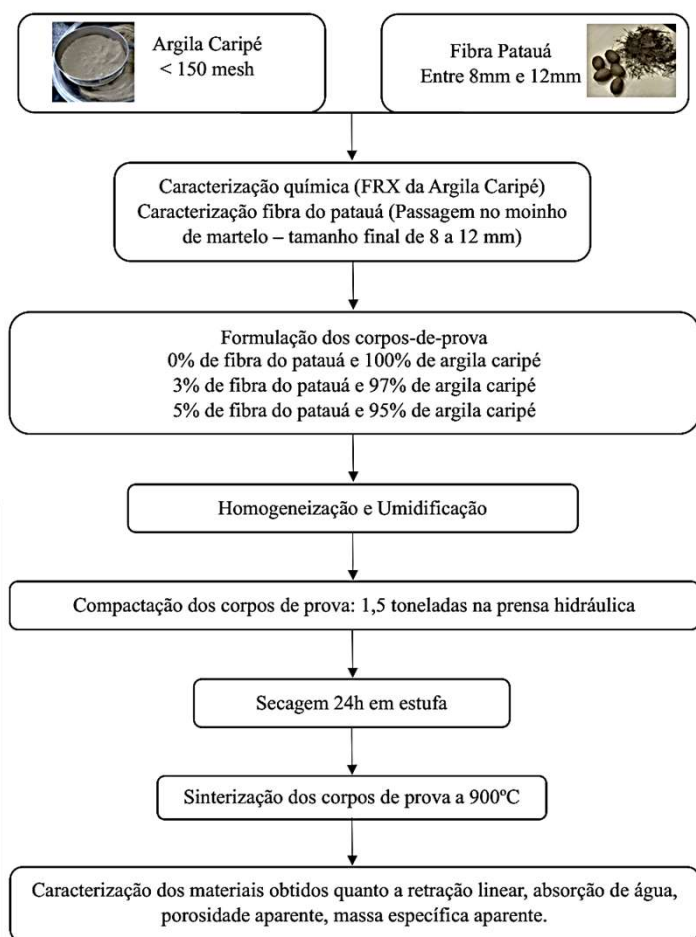 Argila Caripé
< 150 mesh
Fibra Patauá
Entre 8mm e 12mm
Caracterização química (FRX da Argila Caripé)
Caracterização fibra do patauá (Passagem no moinho
de martelo – tamanho final de 8 a 12 mm)
Formulação dos corpos-de-prova
0% de fibra do patauá e 100% de argila caripé
3% de fibra do patauá e 97% de argila caripé
5% de fibra do patauá e 95% de argila caripé
Homogeneização e Umidificação
Compactação dos corpos de prova: 1,5 toneladas na prensa hidráulica
Secagem 24h em estufa
Sinterização dos corpos de prova a 900ºC
Caracterização dos materiais obtidos quanto a retração linear, absorção de água,
porosidade aparente, massa específica aparente.